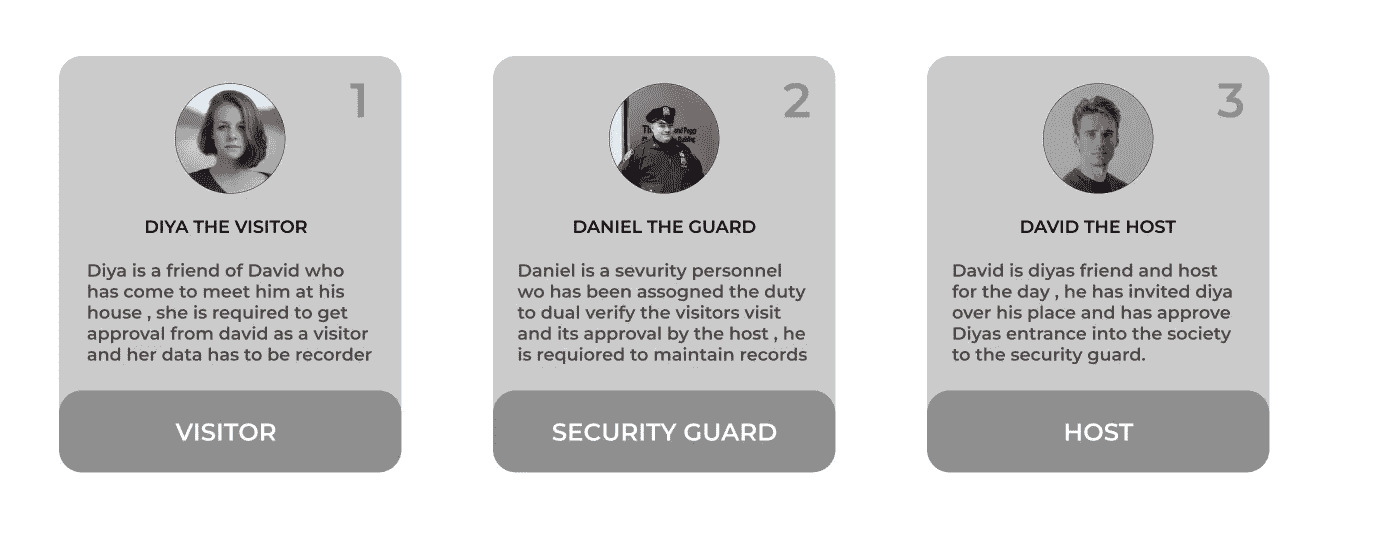 1
DIYA THE VISITOR
Diya is a friend of David who
has come to meet him at his
house , she is required to get
approval from david as a visitor
and her data has to be recorder
VISITOR
2
DANIEL THE GUARD
Daniel is a sevurity personnel
wo has been assogned the duty
to dual verify the visitors visit
and its approval by the host , he
is requiored to maintain records
SECURITY GUARD
3
DAVID THE HOST
David is diyas friend and host
for the day , he has invited diya
over his place and has approve
Diyas entrance into the society
to the security guard.
HOST